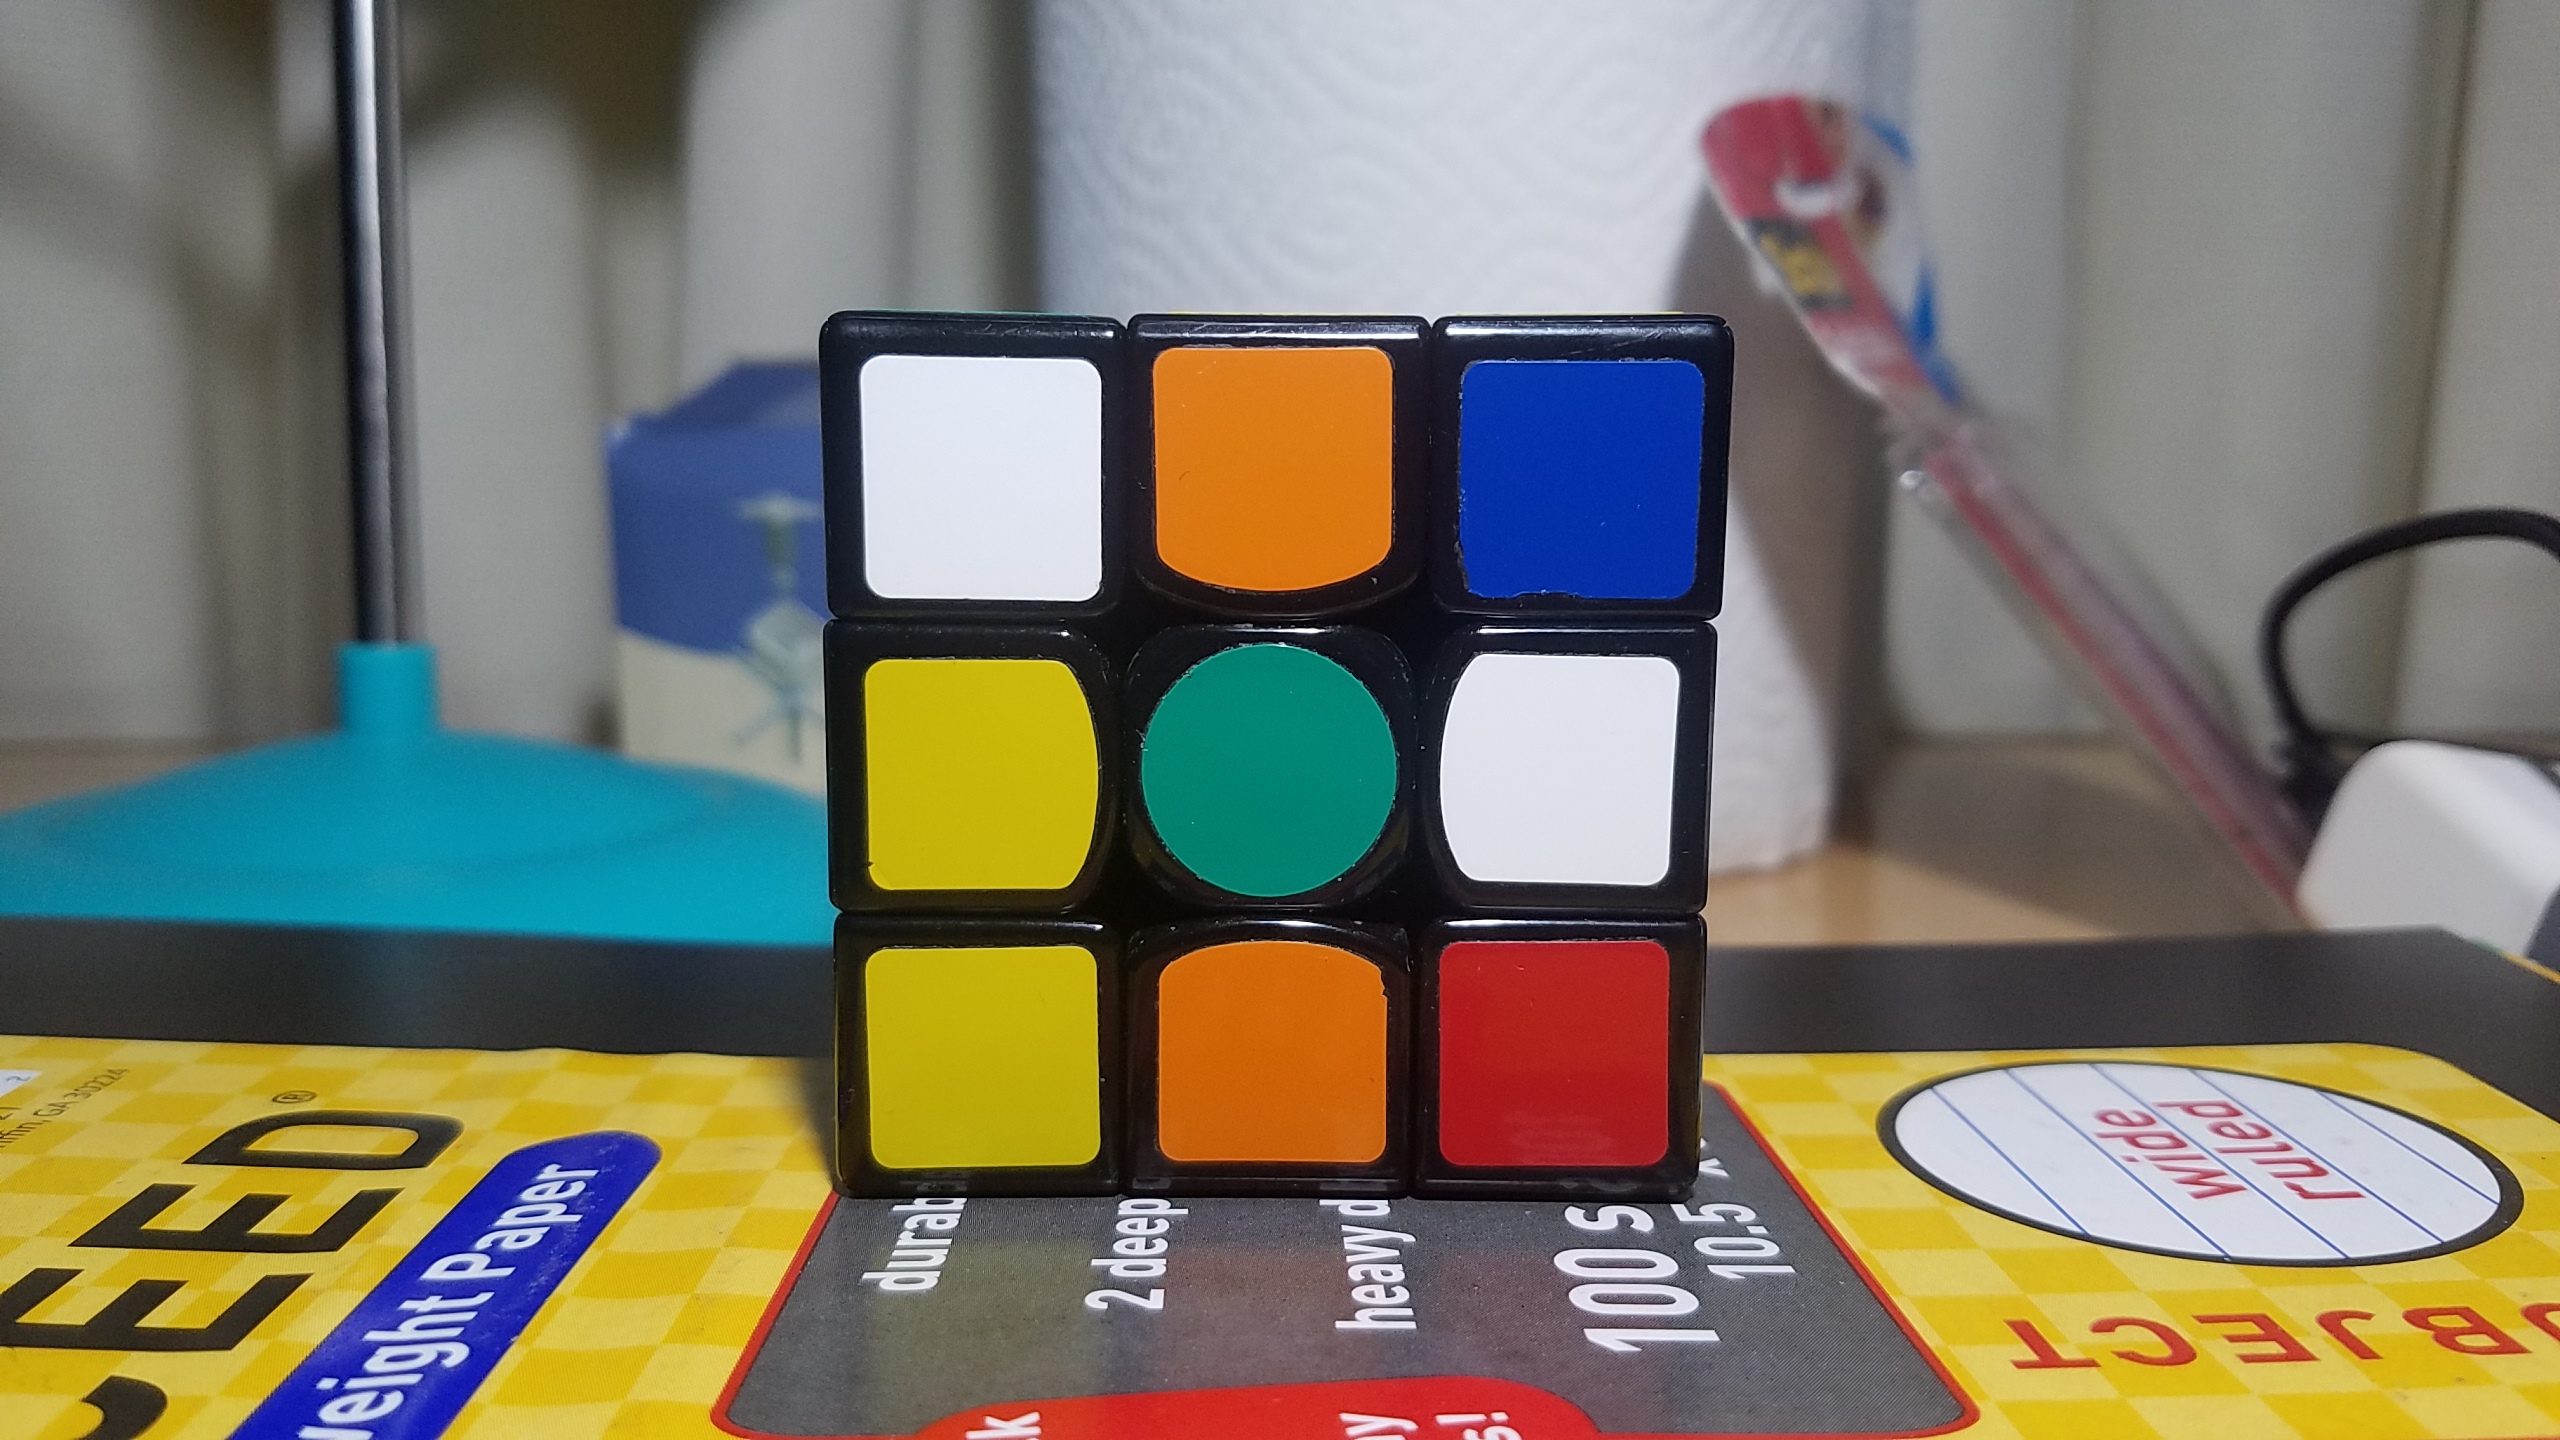 CEED®
weight Paper
GA 30224
durab
2 deep
heavy d
100 s
10.5 x
wide
ruled
UBJECT